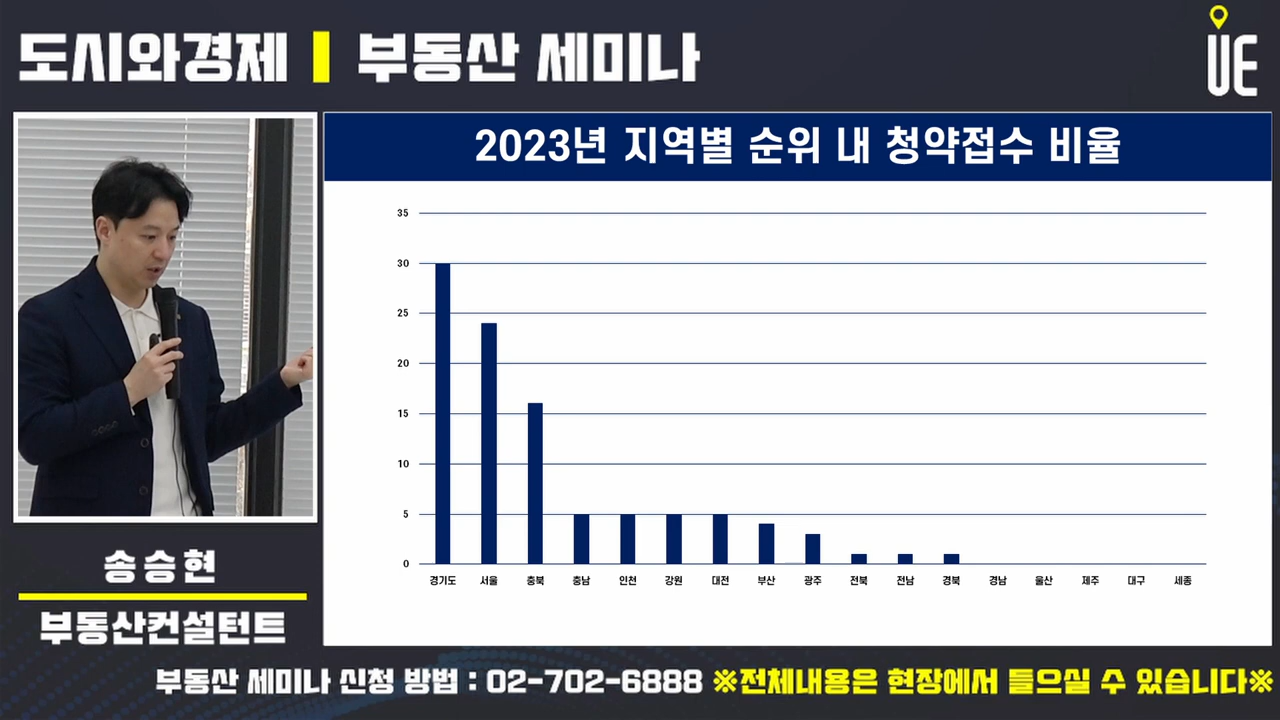 도시와경제 | 부동산 세미나
UE
2023년 지역별 순위 내 청약접수 비율
35
30
25
20
15
10
5
0
경기도 서울 충북 충남 인천 강원 대전 부산 광주 전북 전남 경북 경남 울산 제주 대구 세종
송승현
부동산컨설턴트
부동산 세미나 신청 방법 : 02-702-6888 ※전체내용은 현장에서 들으실 수 있습니다※